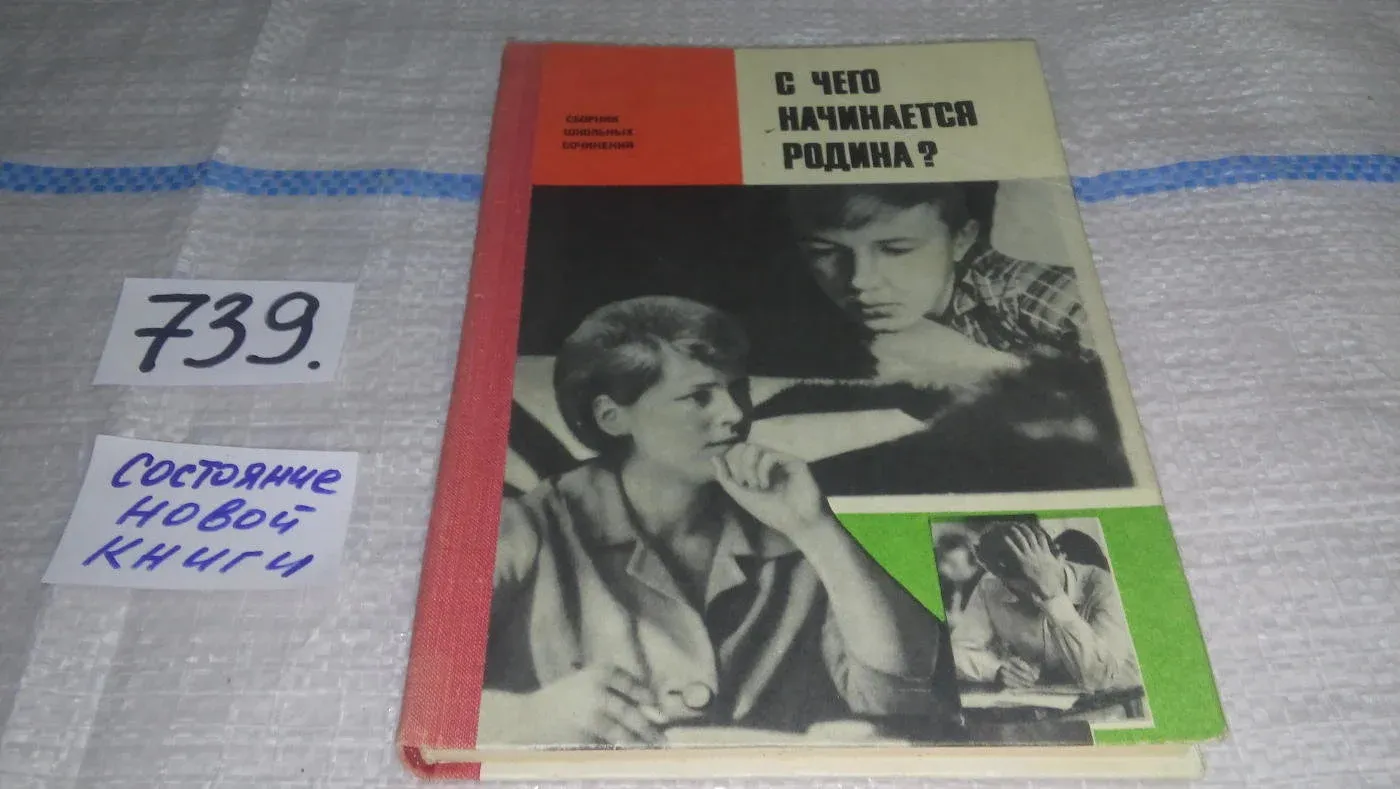 С ЧЕГО
НАЧИНАЕТСЯ
РОДИНА?
СБОРНИК
ШКОЛЬНЫХ
СОЧИНЕНИЙ
739.
СОСТОЯНИЕ
НОВОЙ
КНИГИ